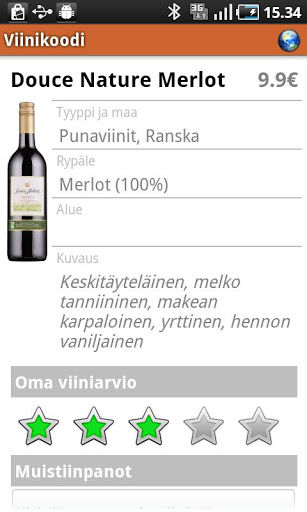 3G
15.34
Viinikoodi
Douce Nature Merlot 9.9€
Tyyppi ja maa
Punaviinit, Ranska
Rypäle
Merlot (100%)
Alue
Kuvaus
Keskitäyteläinen, melko
tanniininen, makean
karpaloinen, yrttinen, hennon
vaniljainen
Oma viiniarvio
Muistiinpanot